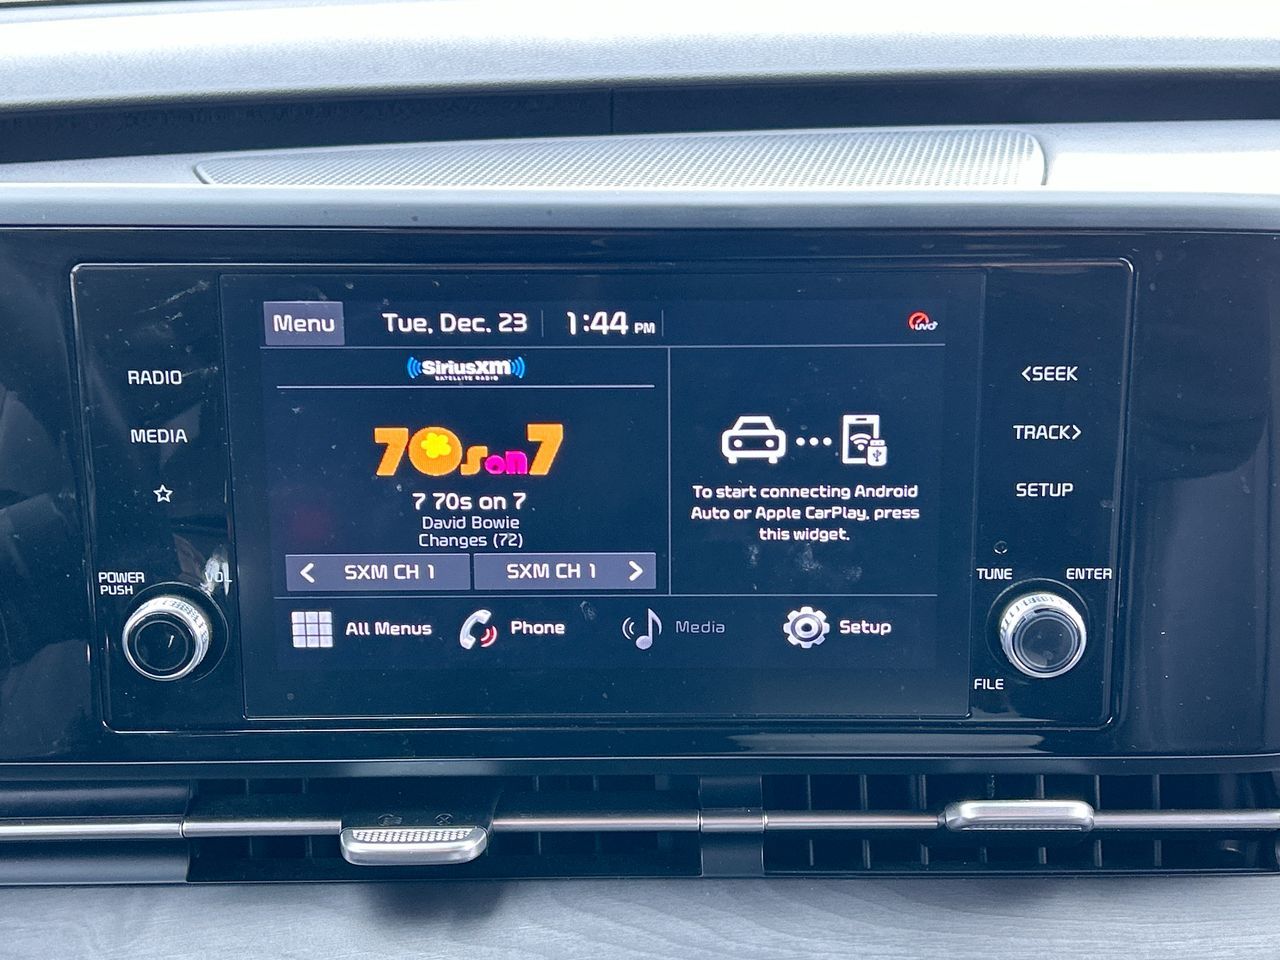 Menu
Tue, Dec. 23
1:44 PM
uvo
SiriusXM
SATELLITE RADIO
70s on 7
7 70s on 7
David Bowie
Changes (72)
SXM CH 1
SXM CH 1
To start connecting Android
Auto or Apple CarPlay, press
this widget.
All Menus
Phone
Media
Setup
RADIO
MEDIA
POWER
PUSH
VOL
<SEEK
TRACK>
SETUP
TUNE
ENTER
FILE